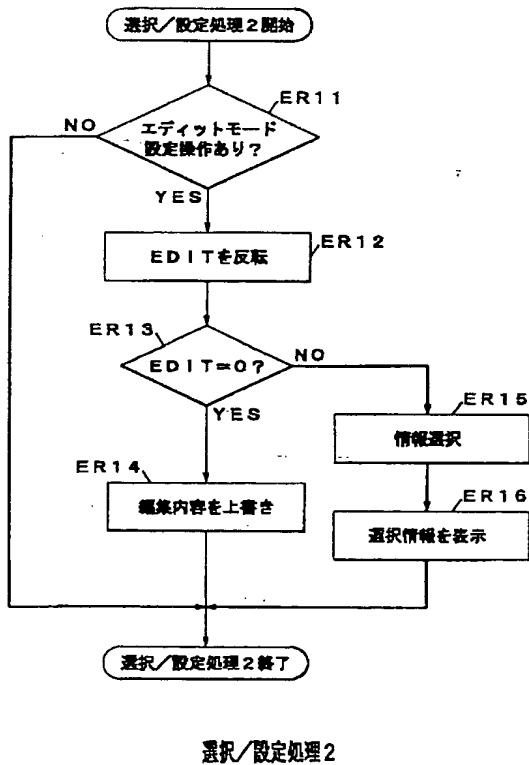 選択/設定処理2開始
ER11
エディットモード
設定操作あり?
NO
YES
ER12
EDITを反転
ER13
EDIT=0?
NO
YES
ER15
情報選択
ER14
編集内容を上書き
ER16
選択情報を表示
選択/設定処理2終了
選択/設定処理2